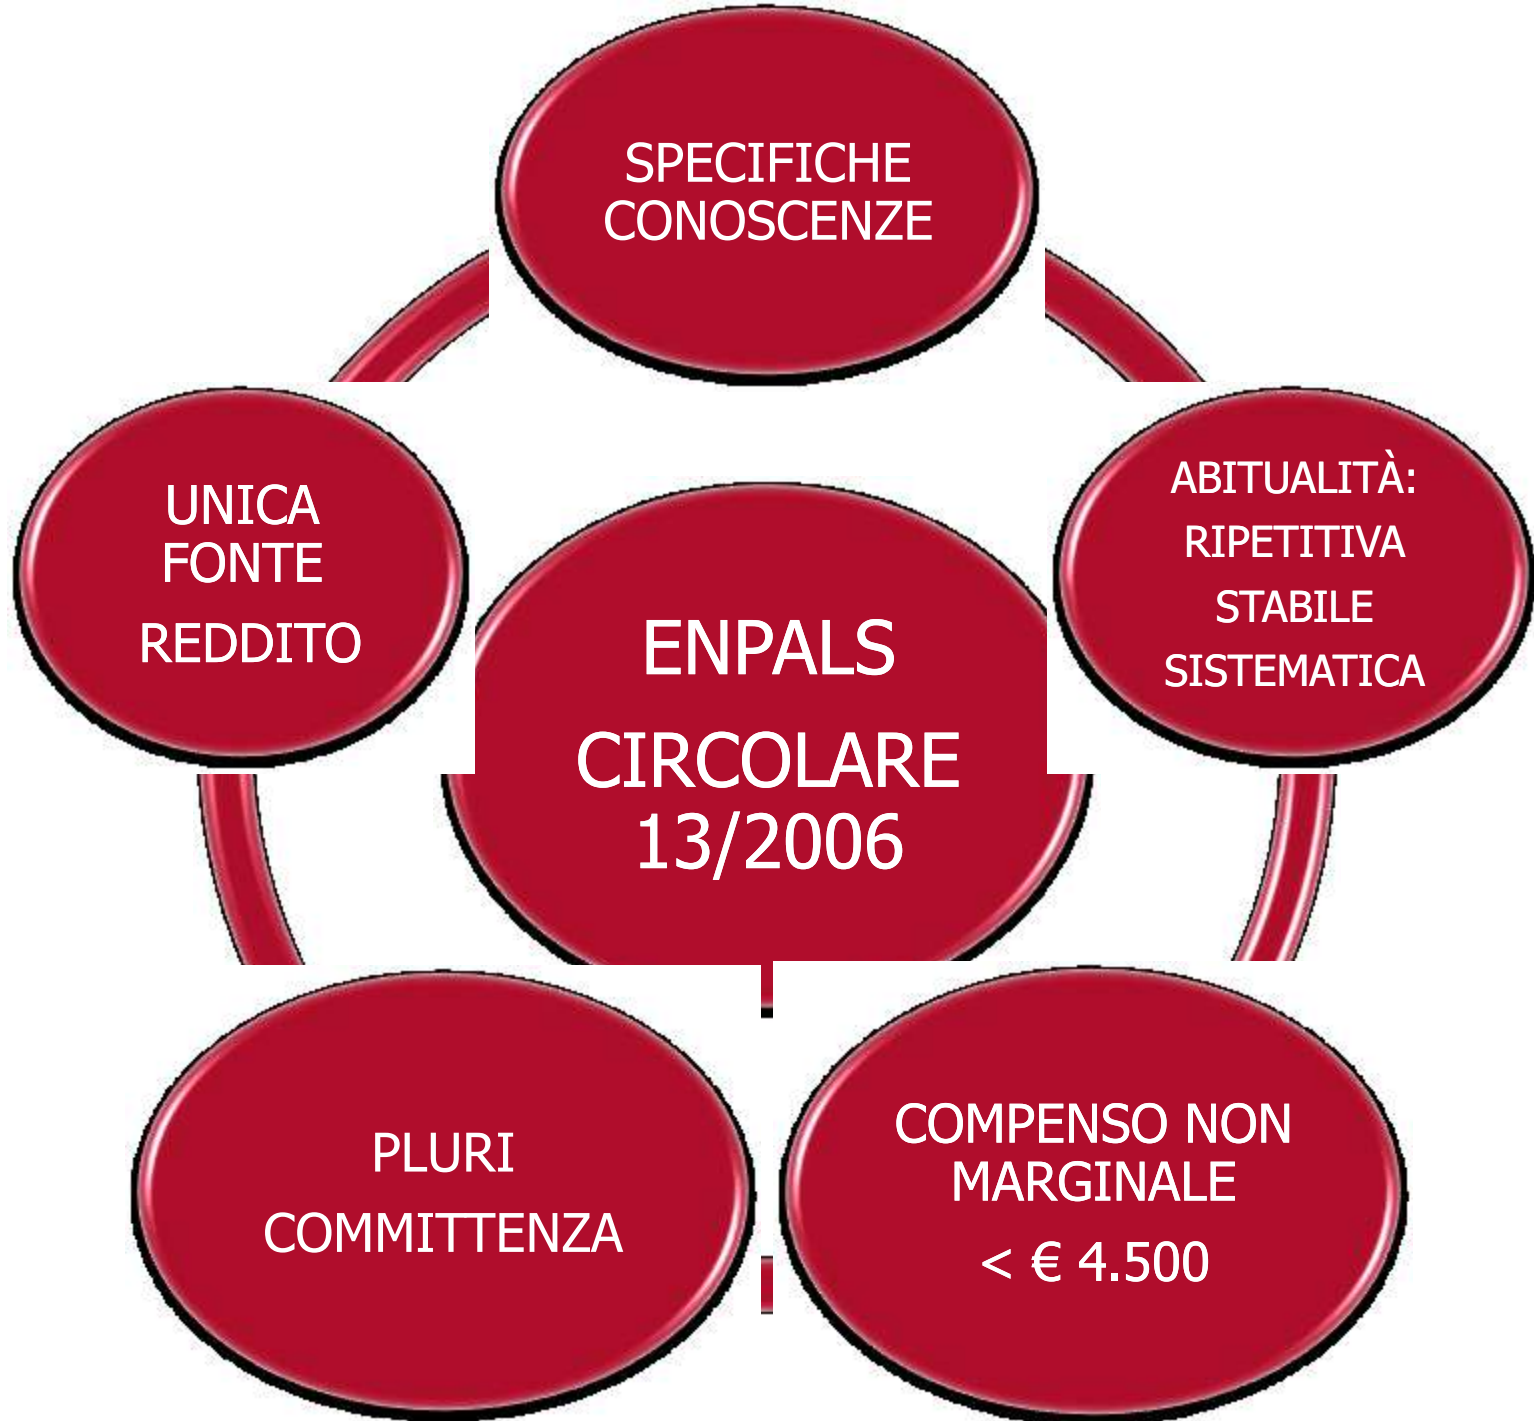 SPECIFICHE
CONOSCENZE
UNICA
FONTE
REDDITO
ABITUALITÀ:
RIPETITIVA
STABILE
SISTEMATICA
ENPALS
CIRCOLARE
13/2006
PLURI
COMMITTENZA
COMPENSO NON
MARGINALE
< € 4.500